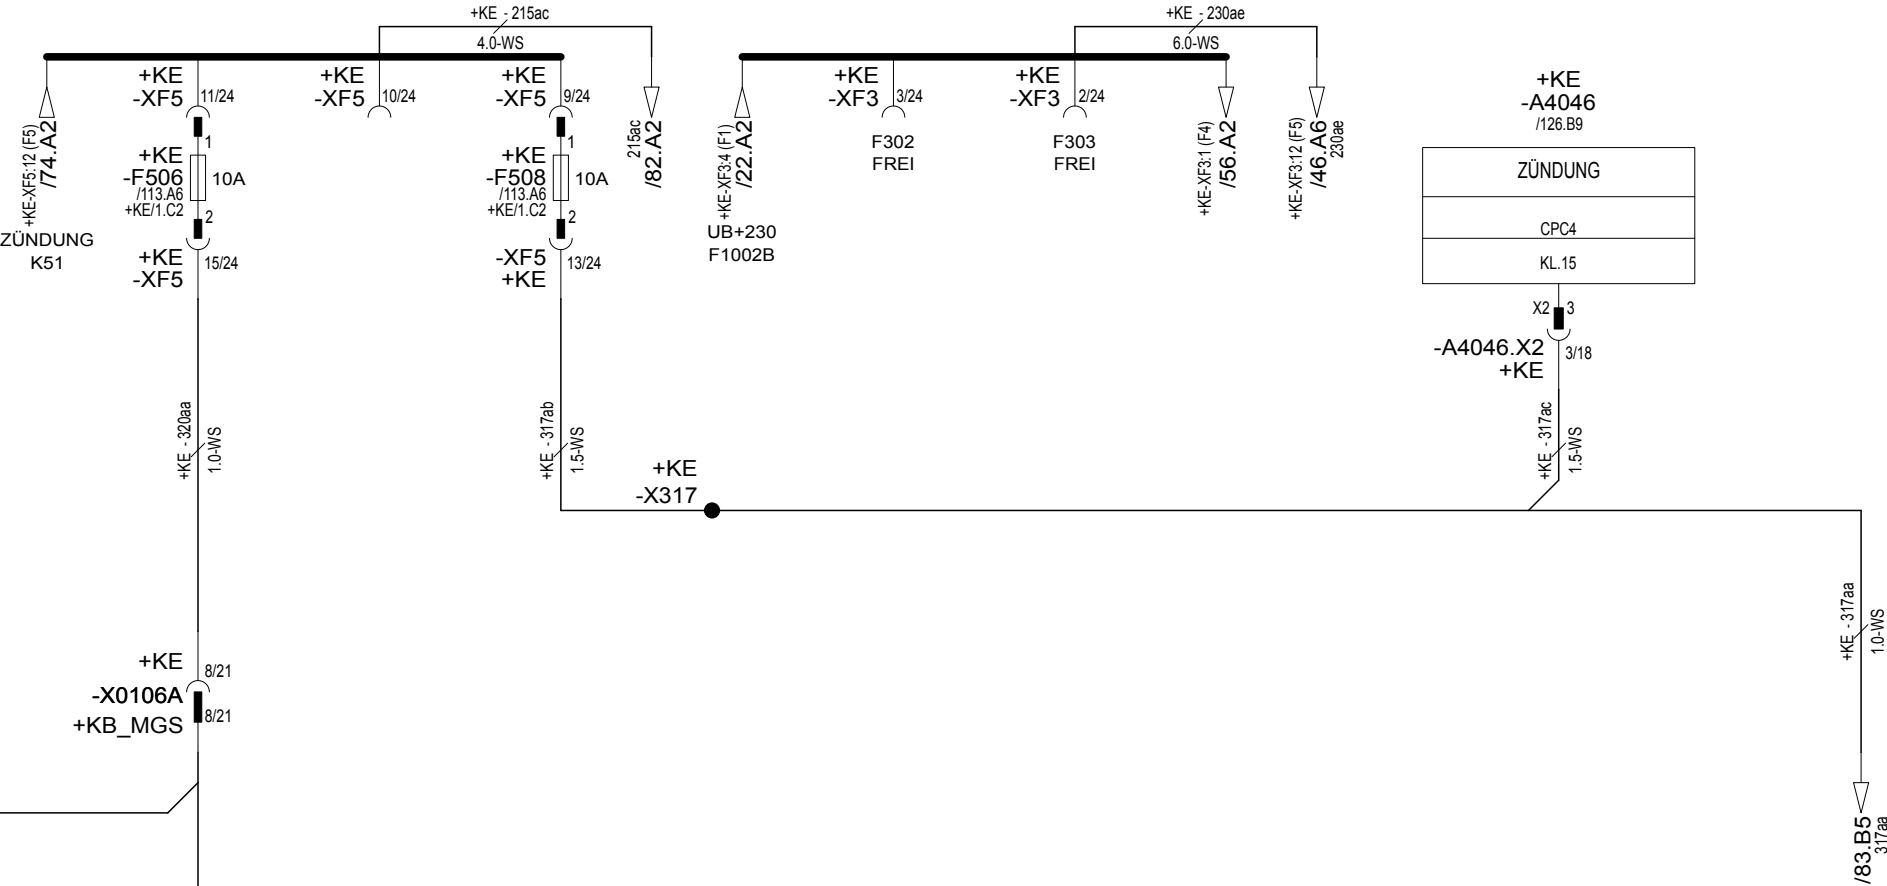 +KE - 215ac
4.0-WS
+KE
-XF5
11/24
+KE
-XF5
10/24
+KE
-XF5
9/24
+KE-XF5:12 (F5)
/74.A2
ZÜNDUNG
K51
1
+KE
-F506
/113.A6
+KE/1.C2
10A
2
+KE
-XF5
15/24
1
+KE
-F508
/113.A6
+KE/1.C2
10A
2
-XF5
+KE
13/24
215ac
/82.A2
+KE - 230ae
6.0-WS
+KE
-XF3
3/24
F302
FREI
+KE
-XF3
2/24
F303
FREI
+KE-XF3:4 (F1)
/22.A2
UB+230
F1002B
+KE-XF3:1 (F4)
/56.A2
+KE-XF3:12 (F5)
/46.A6
230ae
+KE
-A4046
/126.B9
ZÜNDUNG
CPC4
KL.15
X2
3
-A4046.X2
+KE
3/18
+KE - 320aa
1.0-WS
+KE - 317ab
1.5-WS
+KE - 317ac
1.5-WS
+KE
-X317
+KE - 317aa
1.0-WS
+KE
8/21
-X0106A
8/21
+KB_MGS
/83.B5
317aa